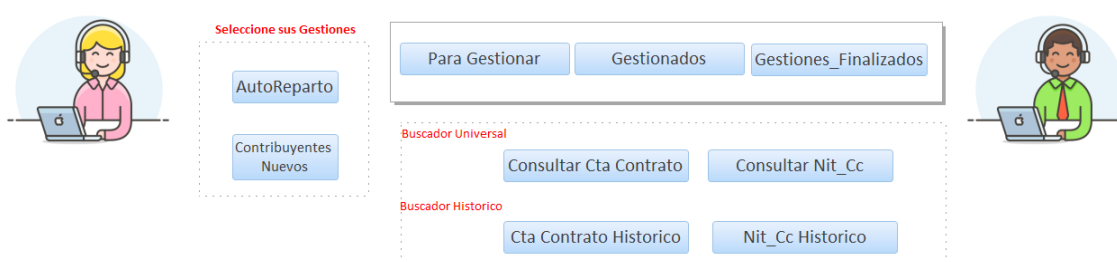 Seleccione sus Gestiones
AutoReparto
Contribuyentes
Nuevos
Para Gestionar
Gestionados
Gestiones_Finalizados
Buscador Universal
Consultar Cta Contrato
Consultar Nit_Cc
Buscador Historico
Cta Contrato Historico
Nit_Cc Historico